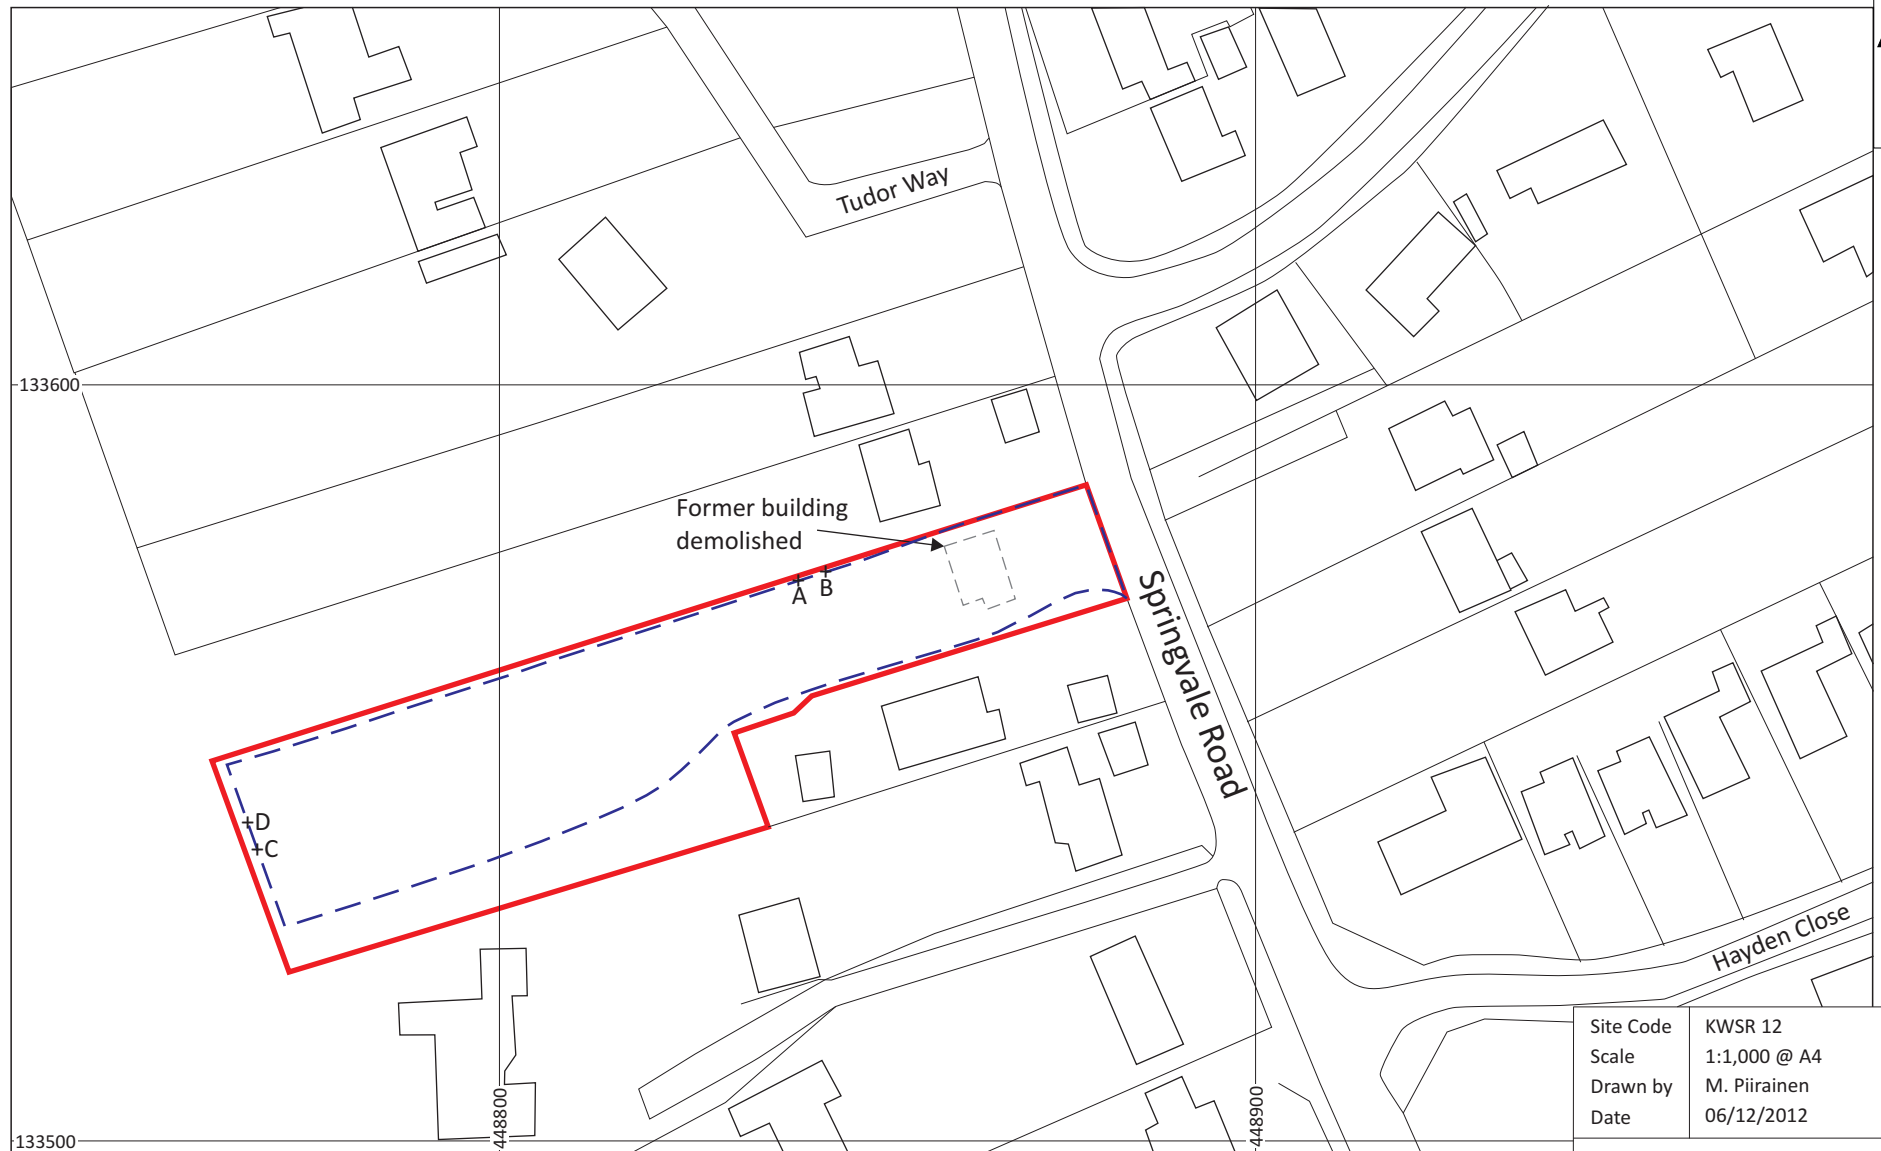 Tudor Way
133600
Former building
demolished
A
B
Springvale Road
D
C
Hayden Close
448800
448900
133500
Site Code KWSR 12
Scale 1:1,000 @ A4
Drawn by M. Piirainen
Date 06/12/2012